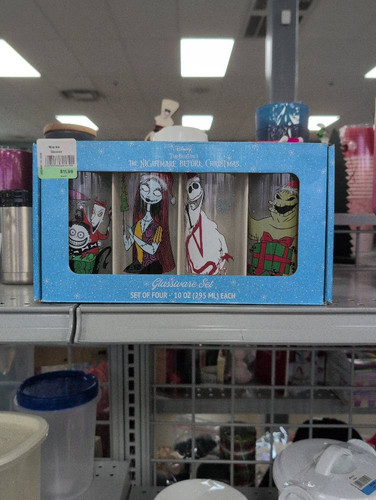 Disney
Tim Burton's
THE NIGHTMARE BEFORE CHRISTMAS
Glassware Set
SET OF FOUR - 10 OZ (295 ML) EACH